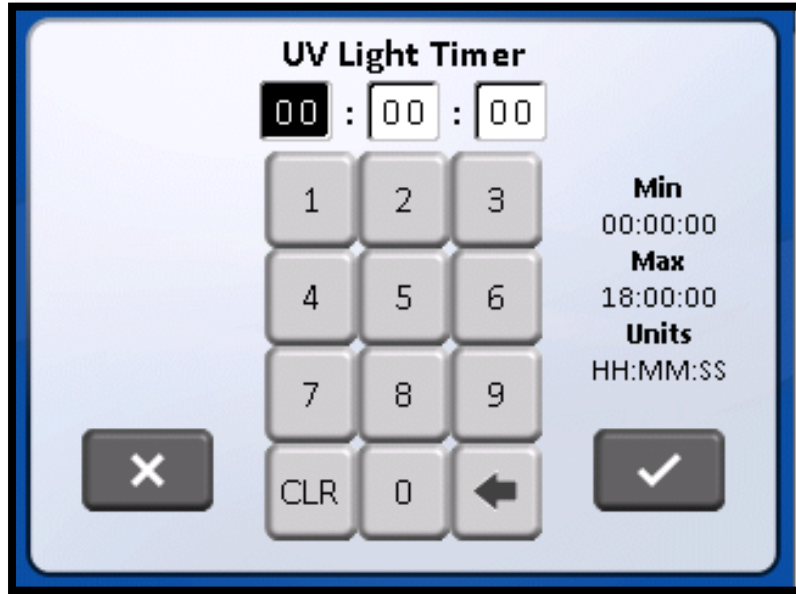 UV Light Timer
00 : 00 : 00
1 2 3
4 5 6
7 8 9
CLR 0
Min
00:00:00
Max
18:00:00
Units
HH:MM:SS